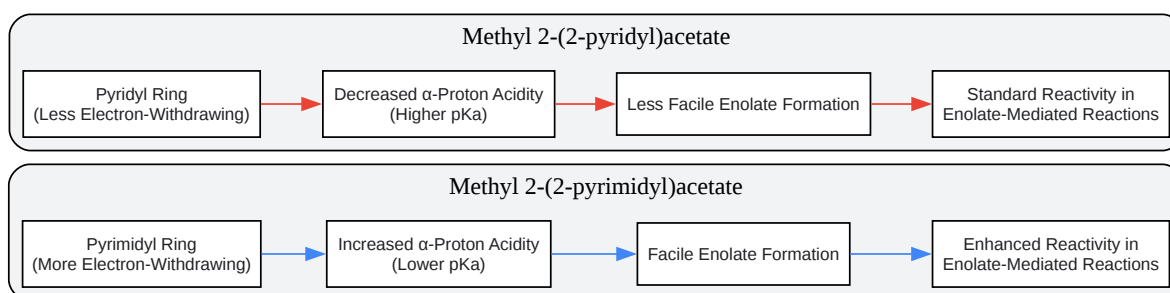 Methyl 2-(2-pyridyl)acetate
Pyridyl Ring
(Less Electron-Withdrawing)
Decreased α-Proton Acidity
(Higher pKa)
Less Facile Enolate Formation
Standard Reactivity in
Enolate-Mediated Reactions
Methyl 2-(2-pyrimidyl)acetate
Pyrimidyl Ring
(More Electron-Withdrawing)
Increased α-Proton Acidity
(Lower pKa)
Facile Enolate Formation
Enhanced Reactivity in
Enolate-Mediated Reactions